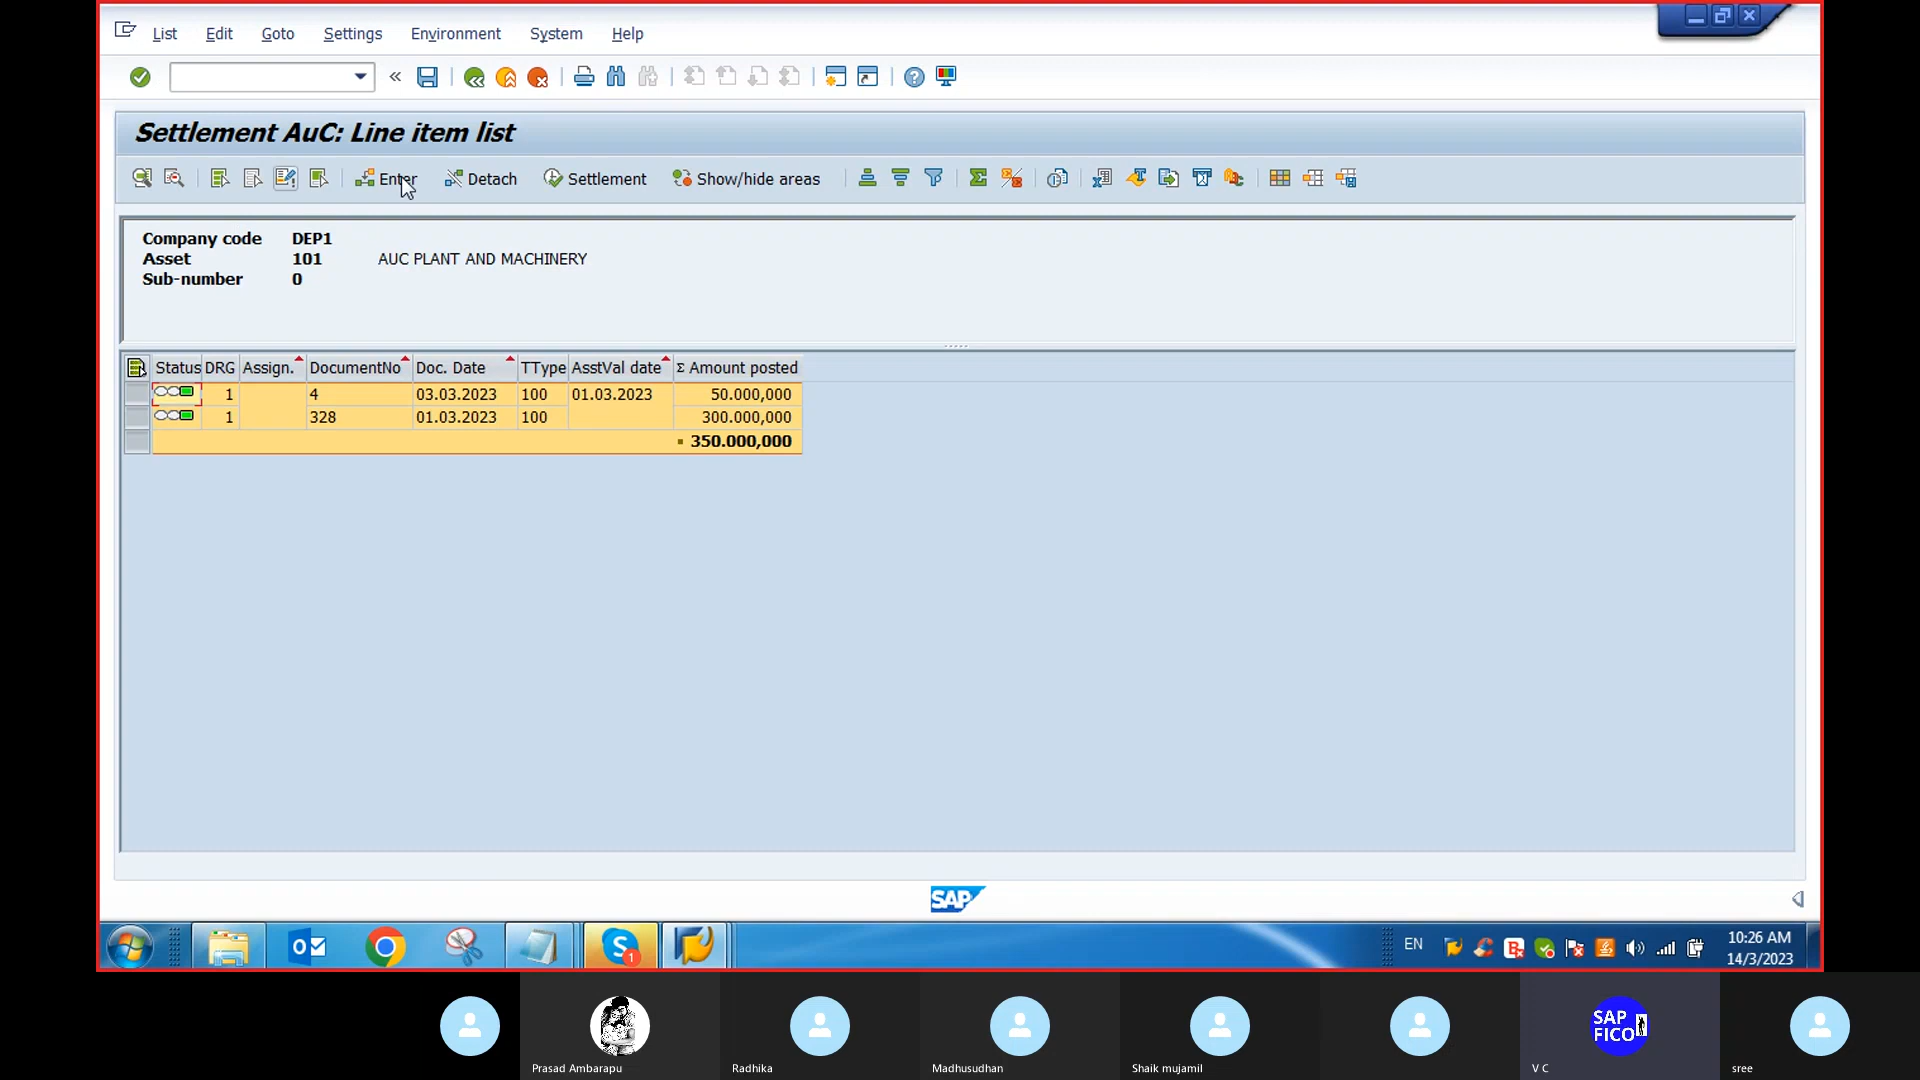 List Edit Goto Settings Environment System Help
Settlement AuC: Line item list
Enter Detach Settlement Show/hide areas
Company code DEP1
Asset 101 AUC PLANT AND MACHINERY
Sub-number 0
Status DRG Assign. DocumentNo Doc. Date TType AsstVal date Σ Amount posted
1 4 03.03.2023 100 01.03.2023 50.000,000
1 328 01.03.2023 100 300.000,000
350.000,000
SAP
1 EN 10:26 AM
14/3/2023
SAP
FICO
Prasad Ambarapu Radhika Madhusudhan Shaik mujamil V C sree